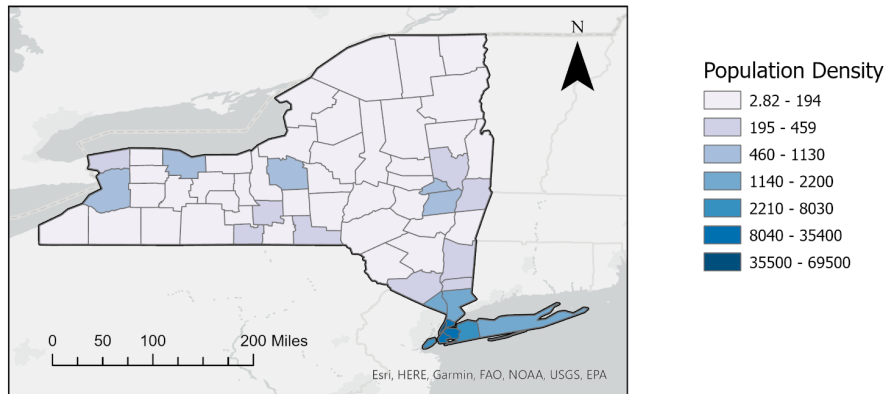 N
Population Density
2.82 - 194
195 - 459
460 - 1130
1140 - 2200
2210 - 8030
8040 - 35400
35500 - 69500
0 50 100 200 Miles
Esri, HERE, Garmin, FAO, NOAA, USGS, EPA